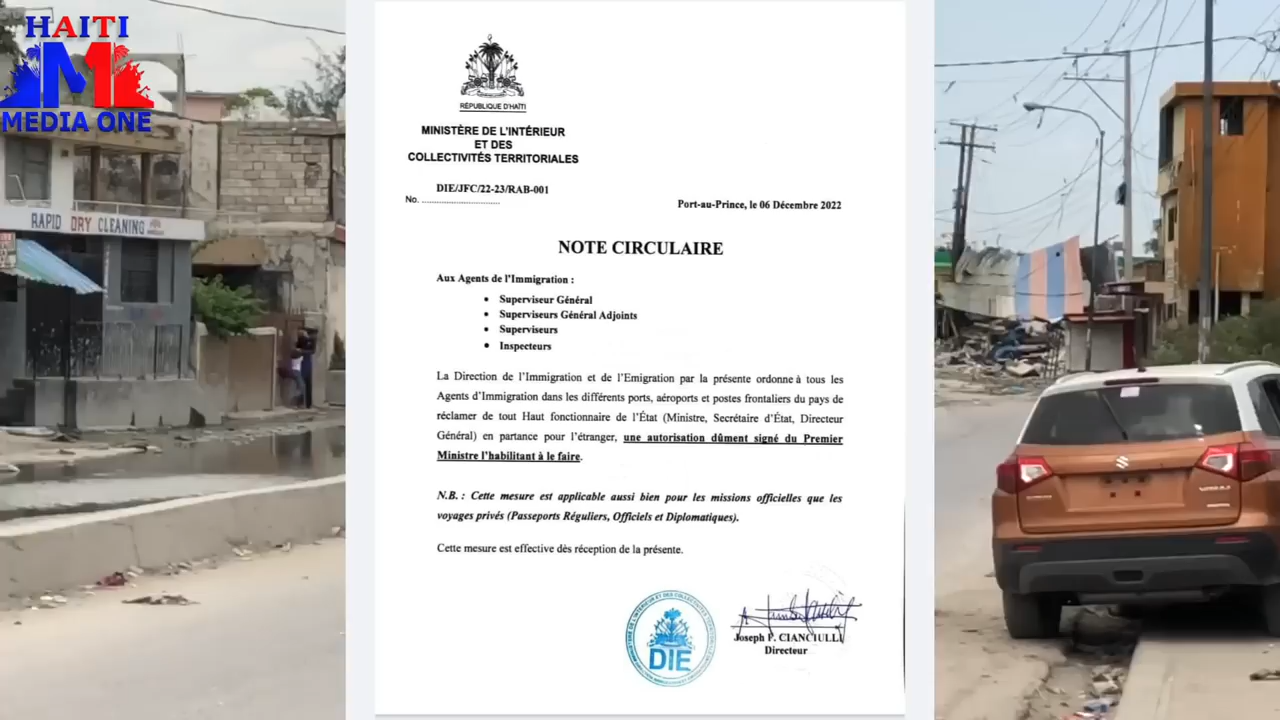 HAITI
M
MEDIA ONE
RAPID DRY CLEANING
RÉPUBLIQUE D'HAÏTI
MINISTÈRE DE L'INTÉRIEUR
ET DES
COLLECTIVITÉS TERRITORIALES
DIE/JFC/22-23/RAB-001
No. ..............................
Port-au-Prince, le 06 Décembre 2022
NOTE CIRCULAIRE
Aux Agents de l'Immigration :
• Superviseur Général
• Superviseurs Général Adjoints
• Superviseurs
• Inspecteurs
La Direction de l'Immigration et de l'Emigration par la présente ordonne à tous les
Agents d'Immigration dans les différents ports, aéroports et postes frontaliers du pays de
réclamer de tout Haut fonctionnaire de l'État (Ministre, Secrétaire d'État, Directeur
Général) en partance pour l'étranger, une autorisation dûment signé du Premier
Ministre l'habilitant à le faire.
N.B. : Cette mesure est applicable aussi bien pour les missions officielles que les
voyages privés (Passeports Réguliers, Officiels et Diplomatiques).
Cette mesure est effective dès réception de la présente.
DIE
Joseph F. CIANCIULLI
Directeur